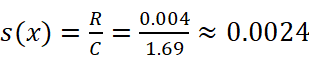 s(x) = R/C = 0.004/1.69 ≈ 0.0024